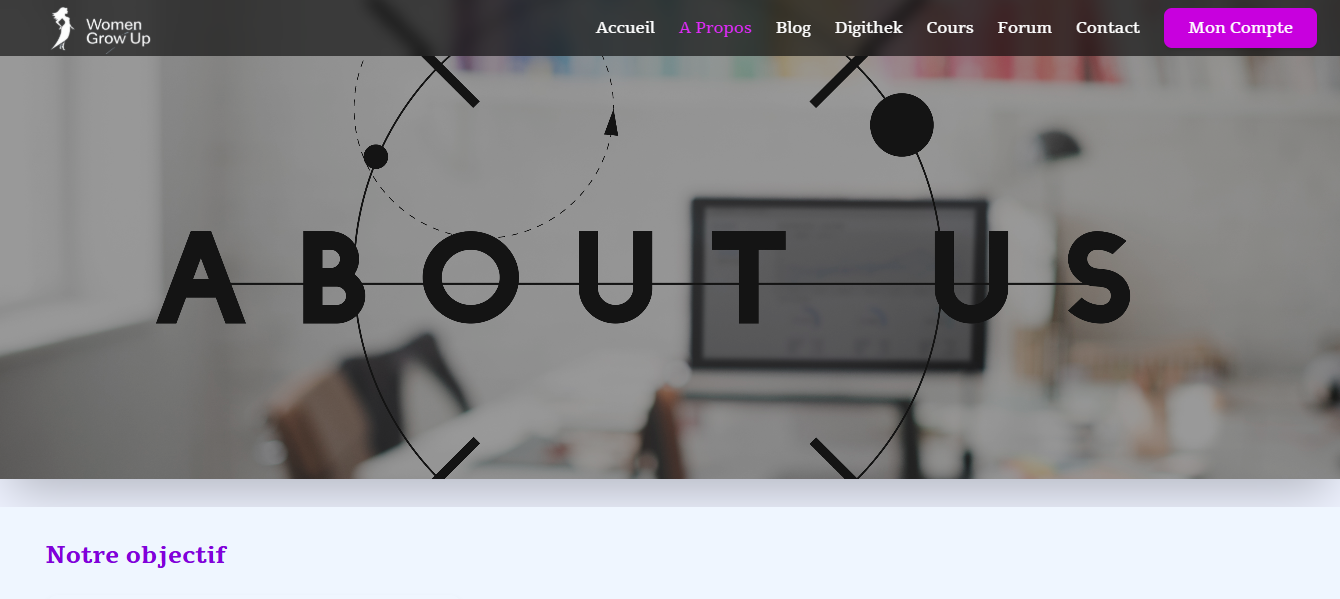 Women
Grow Up
Accueil A Propos Blog Digithek Cours Forum Contact Mon Compte
ABOUT US
Notre objectif